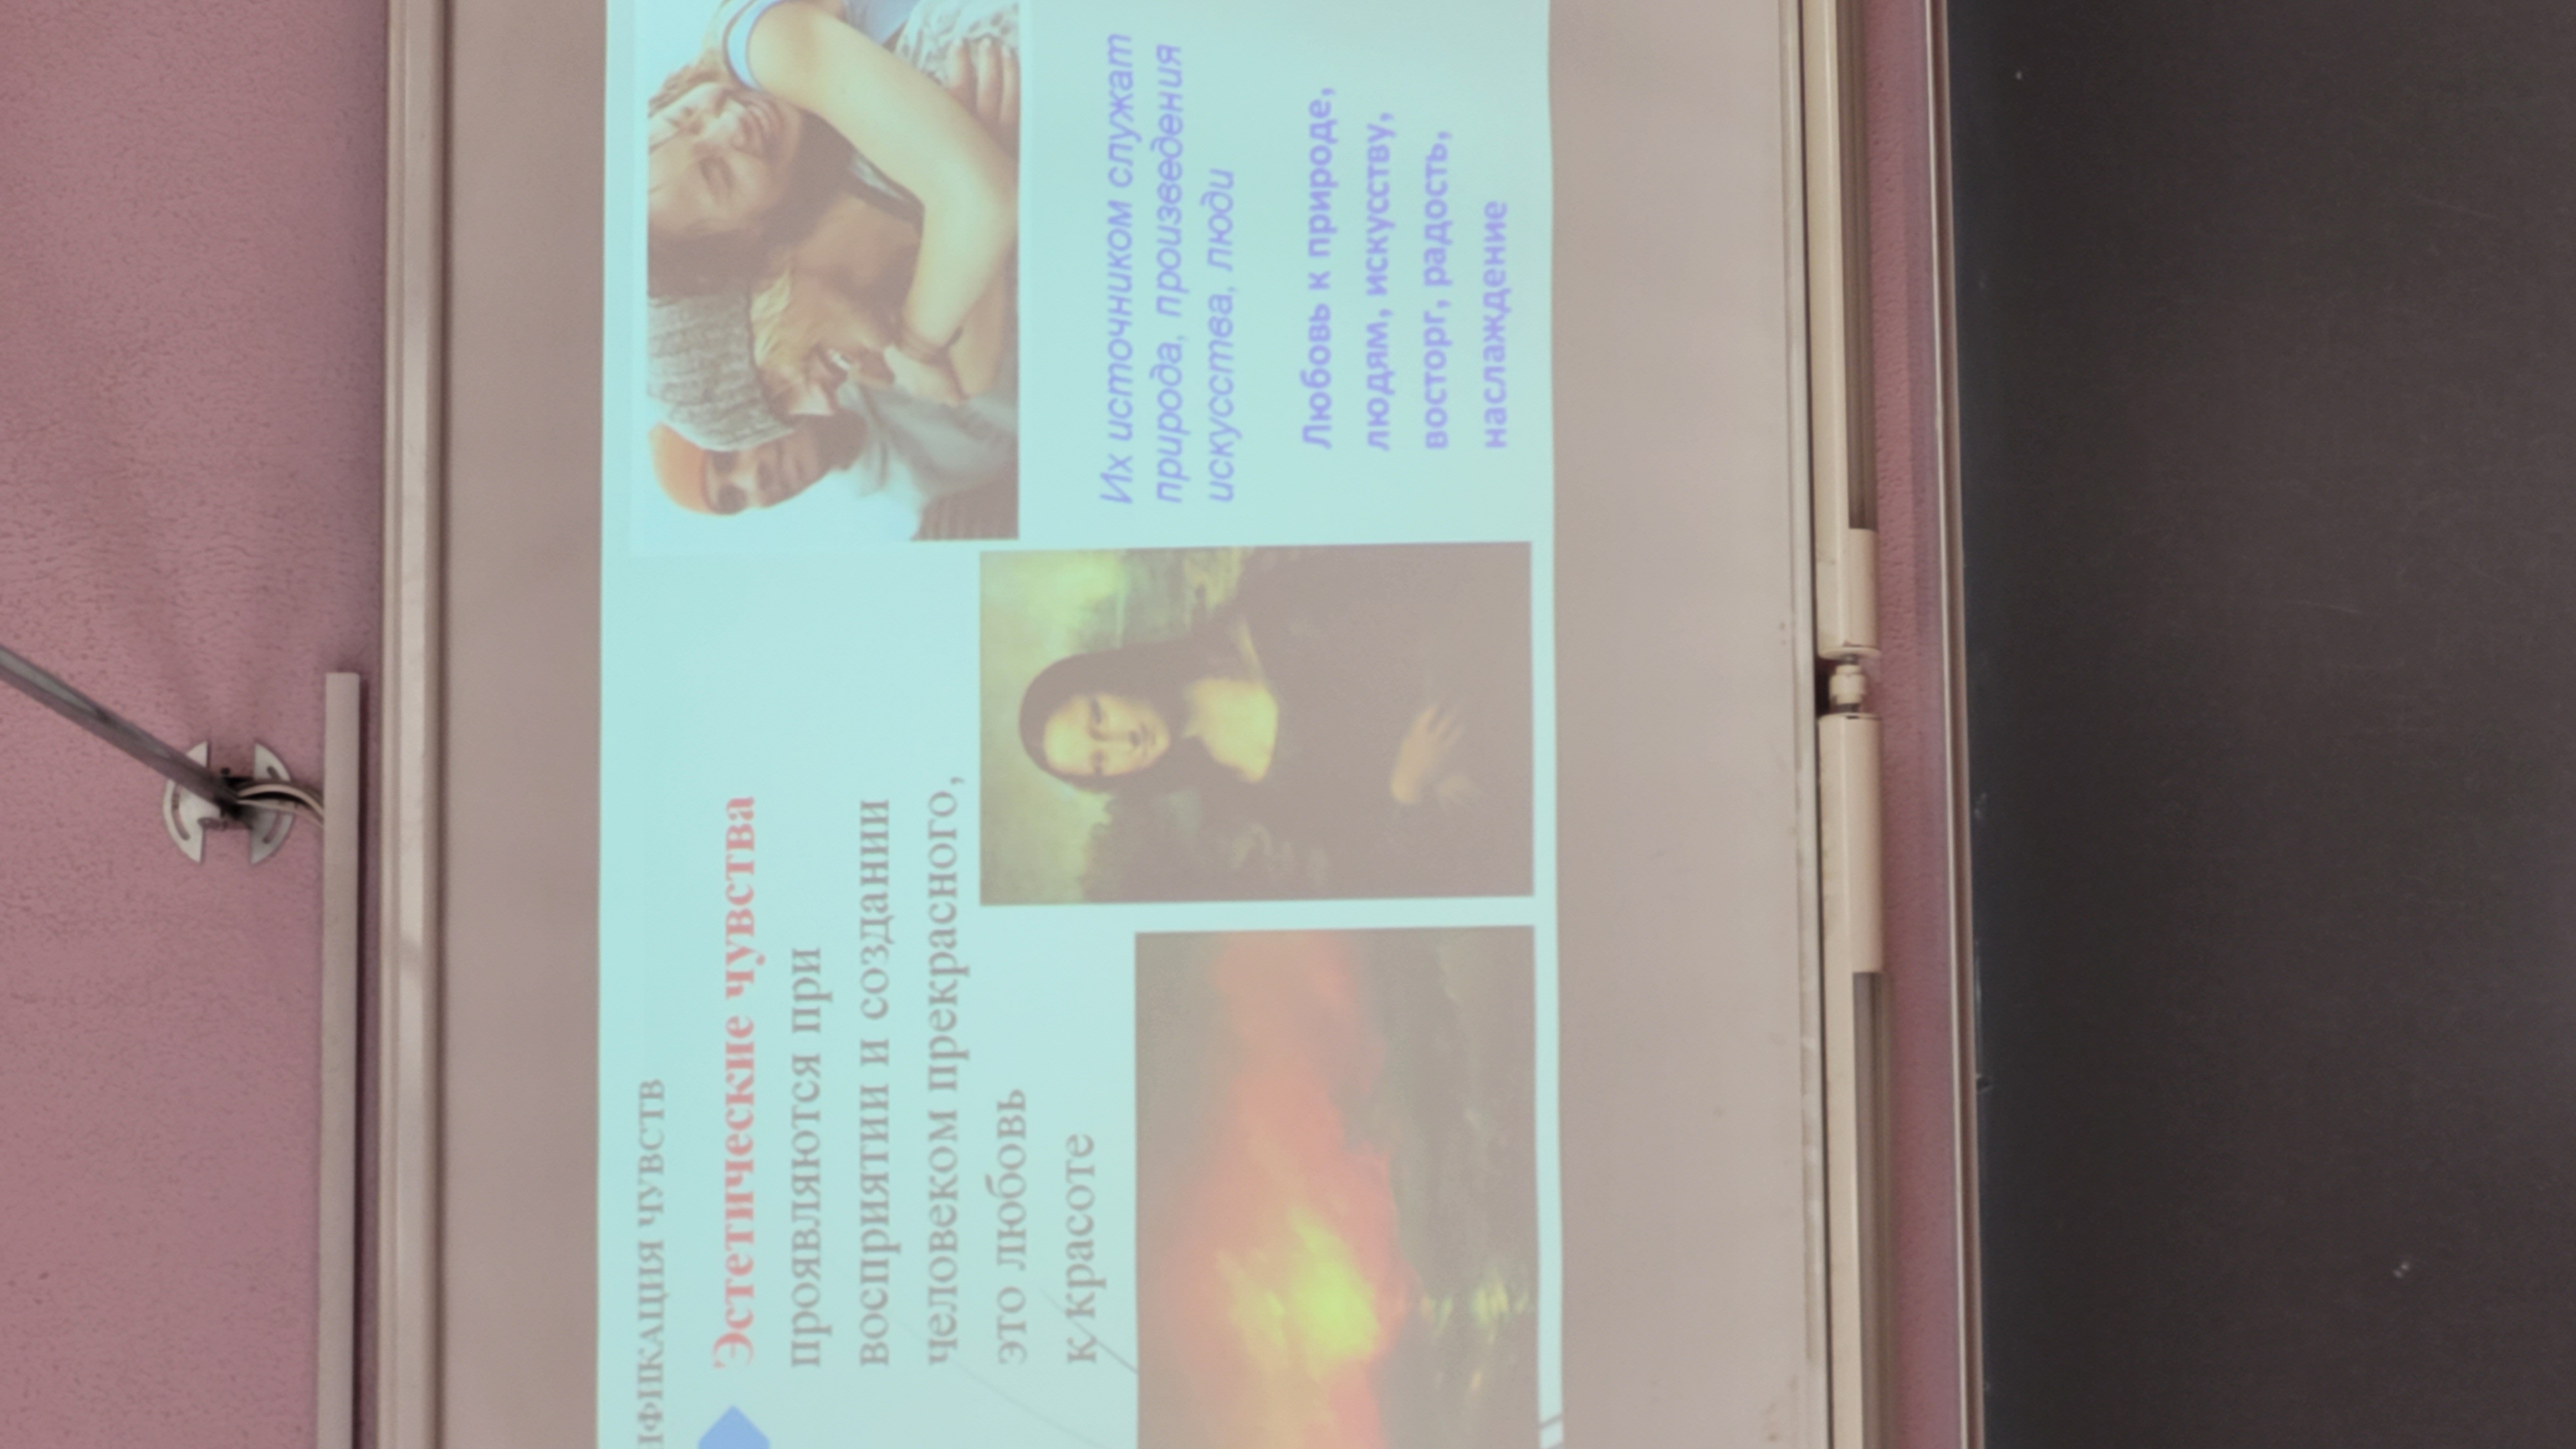 ИФИКАЦИЯ ЧУВСТВ
Эстетические чувства
проявляются при
восприятии и создании
человеком прекрасного,
это любовь
к красоте
Их источником служат
природа, произведения
искусства, люди
Любовь к природе,
людям, искусству,
восторг, радость,
наслаждение